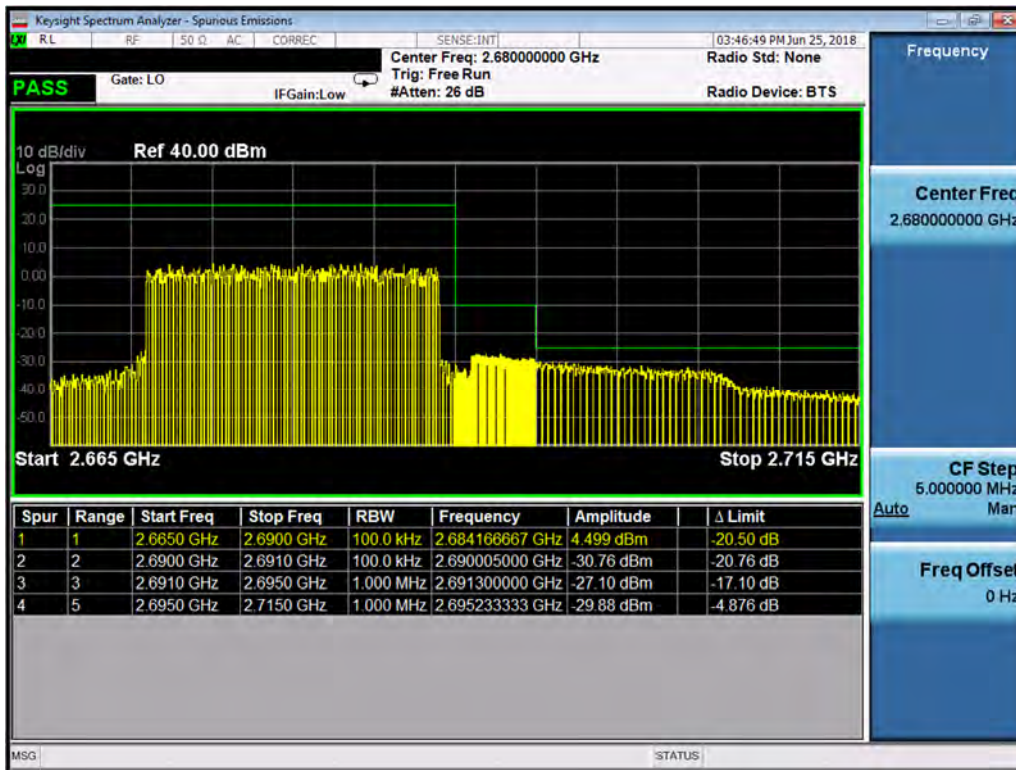 Keysight Spectrum Analyzer - Spurious Emissions
LXI RL RF 50 Ω AC CORREC SENSE:INT 03:46:49 PM Jun 25, 2018
Center Freq: 2.680000000 GHz Radio Std: None
PASS Gate: LO Trig: Free Run
IFGain:Low #Atten: 26 dB Radio Device: BTS
10 dB/div Ref 40.00 dBm
Log
30.0
20.0
10.0
0.00
-10.0
-20.0
-30.0
-40.0
-50.0
Start 2.665 GHz Stop 2.715 GHz
Spur Range Start Freq Stop Freq RBW Frequency Amplitude Δ Limit
1 1 2.6650 GHz 2.6900 GHz 100.0 kHz 2.684166667 GHz 4.499 dBm -20.50 dB
2 2 2.6900 GHz 2.6910 GHz 100.0 kHz 2.690005000 GHz -30.76 dBm -20.76 dB
3 3 2.6910 GHz 2.6950 GHz 1.000 MHz 2.691300000 GHz -27.10 dBm -17.10 dB
4 5 2.6950 GHz 2.7150 GHz 1.000 MHz 2.695233333 GHz -29.88 dBm -4.876 dB
Frequency
Center Freq
2.680000000 GHz
CF Step
5.000000 MHz
Auto Man
Freq Offset
0 Hz
MSG STATUS